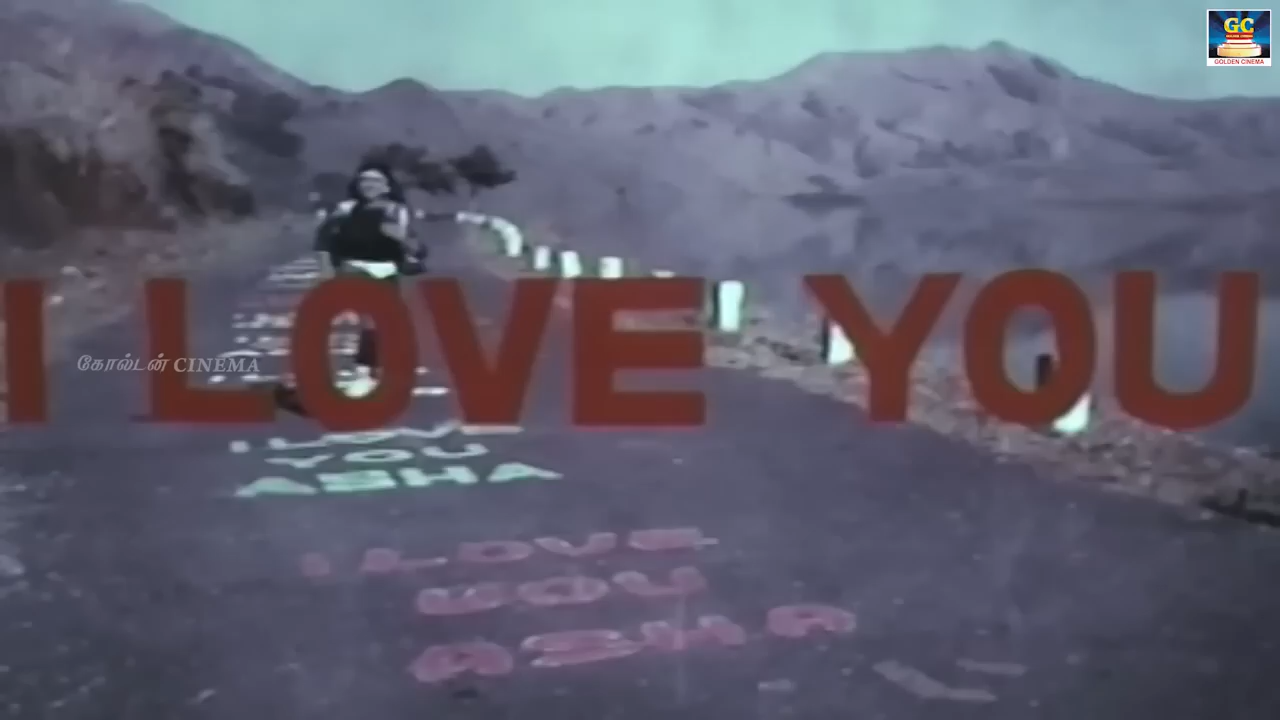 GC
GOLDEN CINEMA
I LOVE YOU
கோல்டன் CINEMA
I LOVE
YOU
ASHA
I LOVE
YOU
ASHA